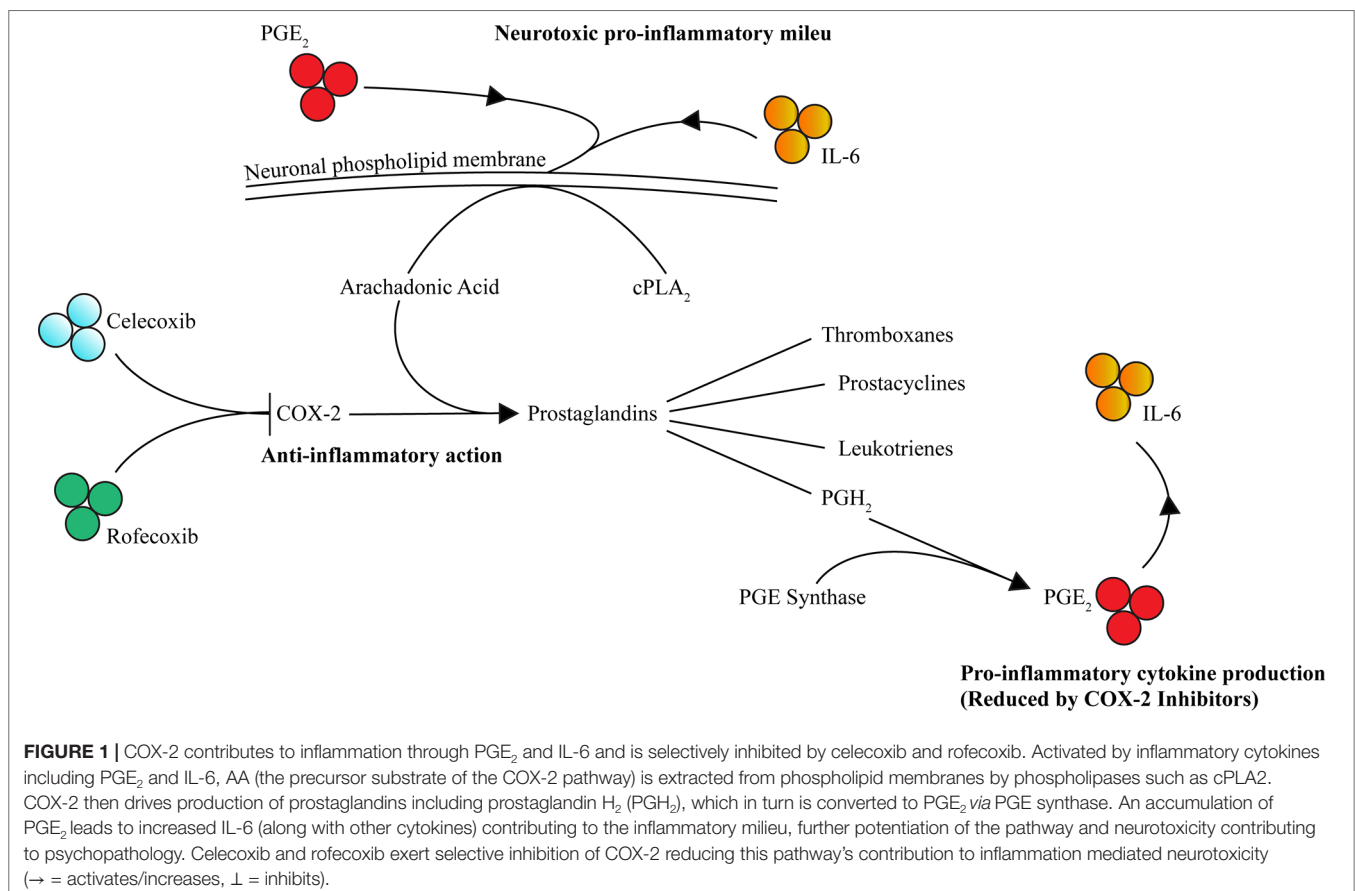 PGE₂
Neurotoxic pro-inflammatory mileu
IL-6
Neuronal phospholipid membrane
Arachadonic Acid
cPLA₂
Celecoxib
Thromboxanes
Prostacyclines
IL-6
COX-2
Prostaglandins
Anti-inflammatory action
Leukotrienes
Rofecoxib
PGH₂
PGE Synthase
PGE₂
Pro-inflammatory cytokine production
(Reduced by COX-2 Inhibitors)
FIGURE 1 | COX-2 contributes to inflammation through PGE₂ and IL-6 and is selectively inhibited by celecoxib and rofecoxib. Activated by inflammatory cytokines
including PGE₂ and IL-6, AA (the precursor substrate of the COX-2 pathway) is extracted from phospholipid membranes by phospholipases such as cPLA2.
COX-2 then drives production of prostaglandins including prostaglandin H₂ (PGH₂), which in turn is converted to PGE₂ via PGE synthase. An accumulation of
PGE₂ leads to increased IL-6 (along with other cytokines) contributing to the inflammatory milieu, further potentiation of the pathway and neurotoxicity contributing
to psychopathology. Celecoxib and rofecoxib exert selective inhibition of COX-2 reducing this pathway's contribution to inflammation mediated neurotoxicity
(→ = activates/increases, ⊥ = inhibits).